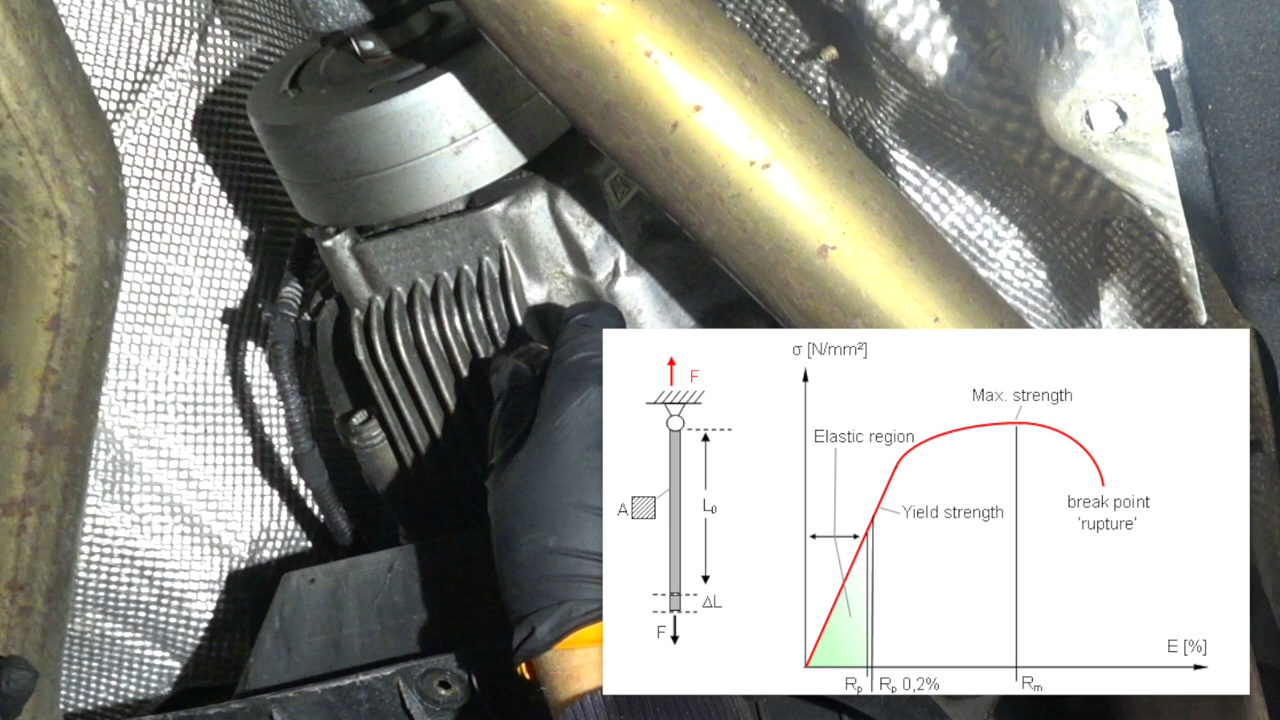 σ [N/mm²]
F
Max. strength
Elastic region
A
L₀
Yield strength
break point
'rupture'
ΔL
F
E [%]
Rₚ
Rₚ 0,2%
Rₘ